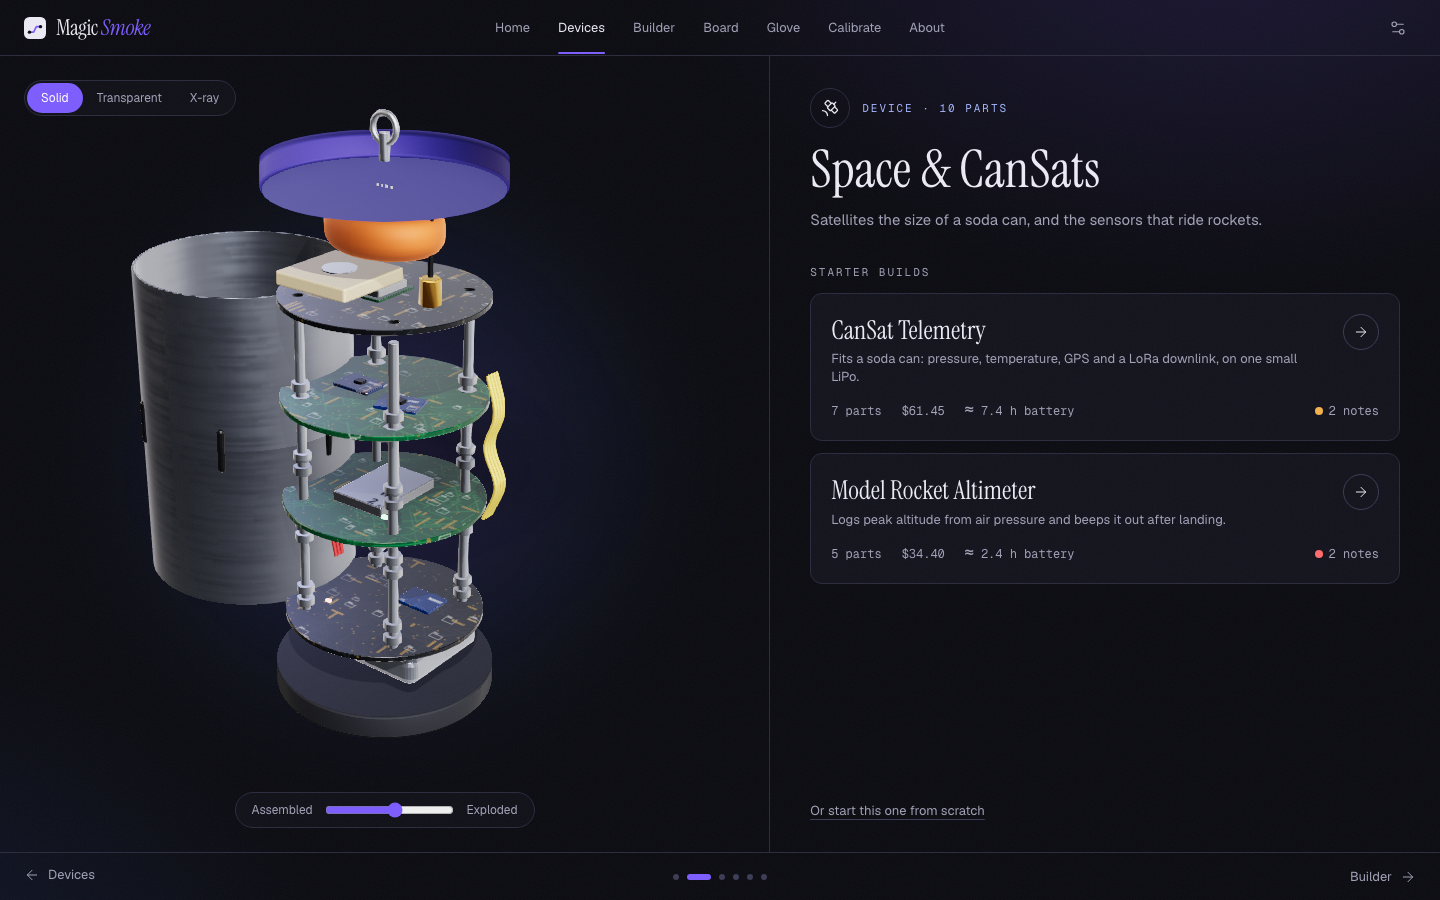 Magic Smoke
Home
Devices
Builder
Board
Glove
Calibrate
About
Solid
Transparent
X-ray
DEVICE · 10 PARTS
Space & CanSats
Satellites the size of a soda can, and the sensors that ride rockets.
STARTER BUILDS
CanSat Telemetry
Fits a soda can: pressure, temperature, GPS and a LoRa downlink, on one small
LiPo.
7 parts
$61.45
≈ 7.4 h battery
2 notes
Model Rocket Altimeter
Logs peak altitude from air pressure and beeps it out after landing.
5 parts
$34.40
≈ 2.4 h battery
2 notes
Assembled
Exploded
Or start this one from scratch
Devices
Builder